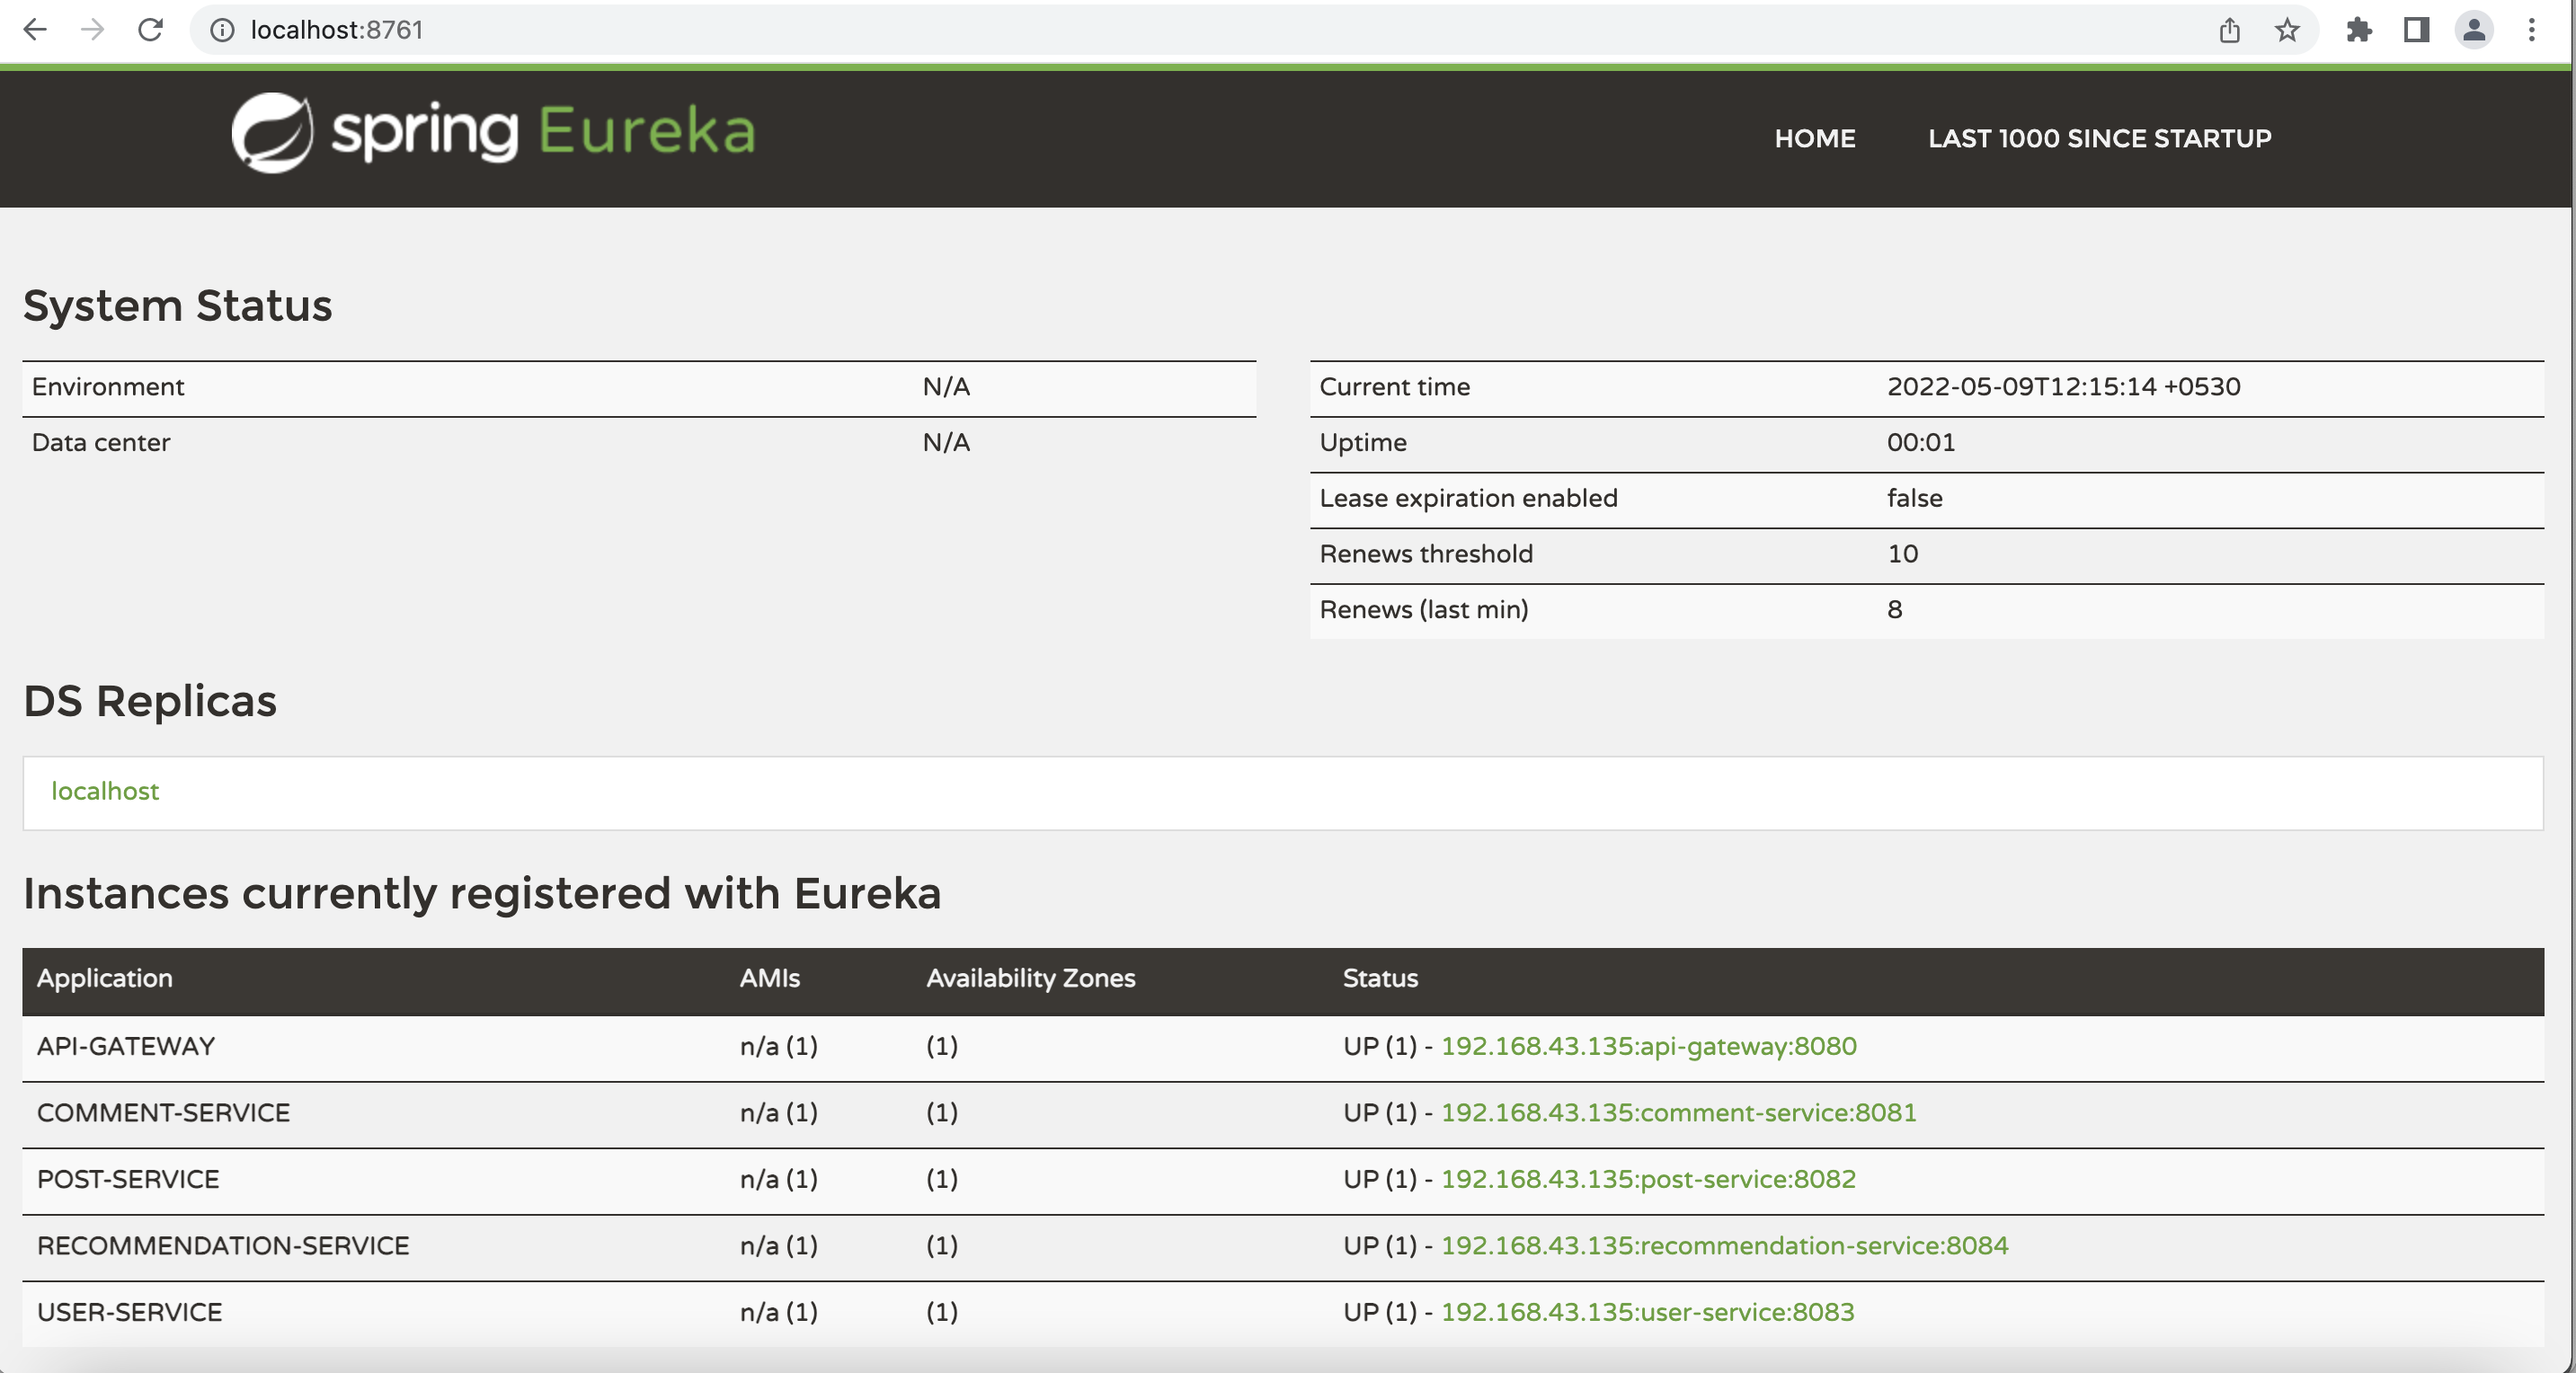 localhost:8761
spring Eureka
HOME LAST 1000 SINCE STARTUP
System Status
Environment N/A
Data center N/A
Current time 2022-05-09T12:15:14 +0530
Uptime 00:01
Lease expiration enabled false
Renews threshold 10
Renews (last min) 8
DS Replicas
localhost
Instances currently registered with Eureka
Application AMIs Availability Zones Status
API-GATEWAY n/a (1) (1) UP (1) - 192.168.43.135:api-gateway:8080
COMMENT-SERVICE n/a (1) (1) UP (1) - 192.168.43.135:comment-service:8081
POST-SERVICE n/a (1) (1) UP (1) - 192.168.43.135:post-service:8082
RECOMMENDATION-SERVICE n/a (1) (1) UP (1) - 192.168.43.135:recommendation-service:8084
USER-SERVICE n/a (1) (1) UP (1) - 192.168.43.135:user-service:8083